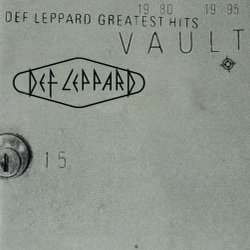 19 80 19 95
DEF LEPPARD GREATEST HITS
VAULT
DEF LEPPARD
15